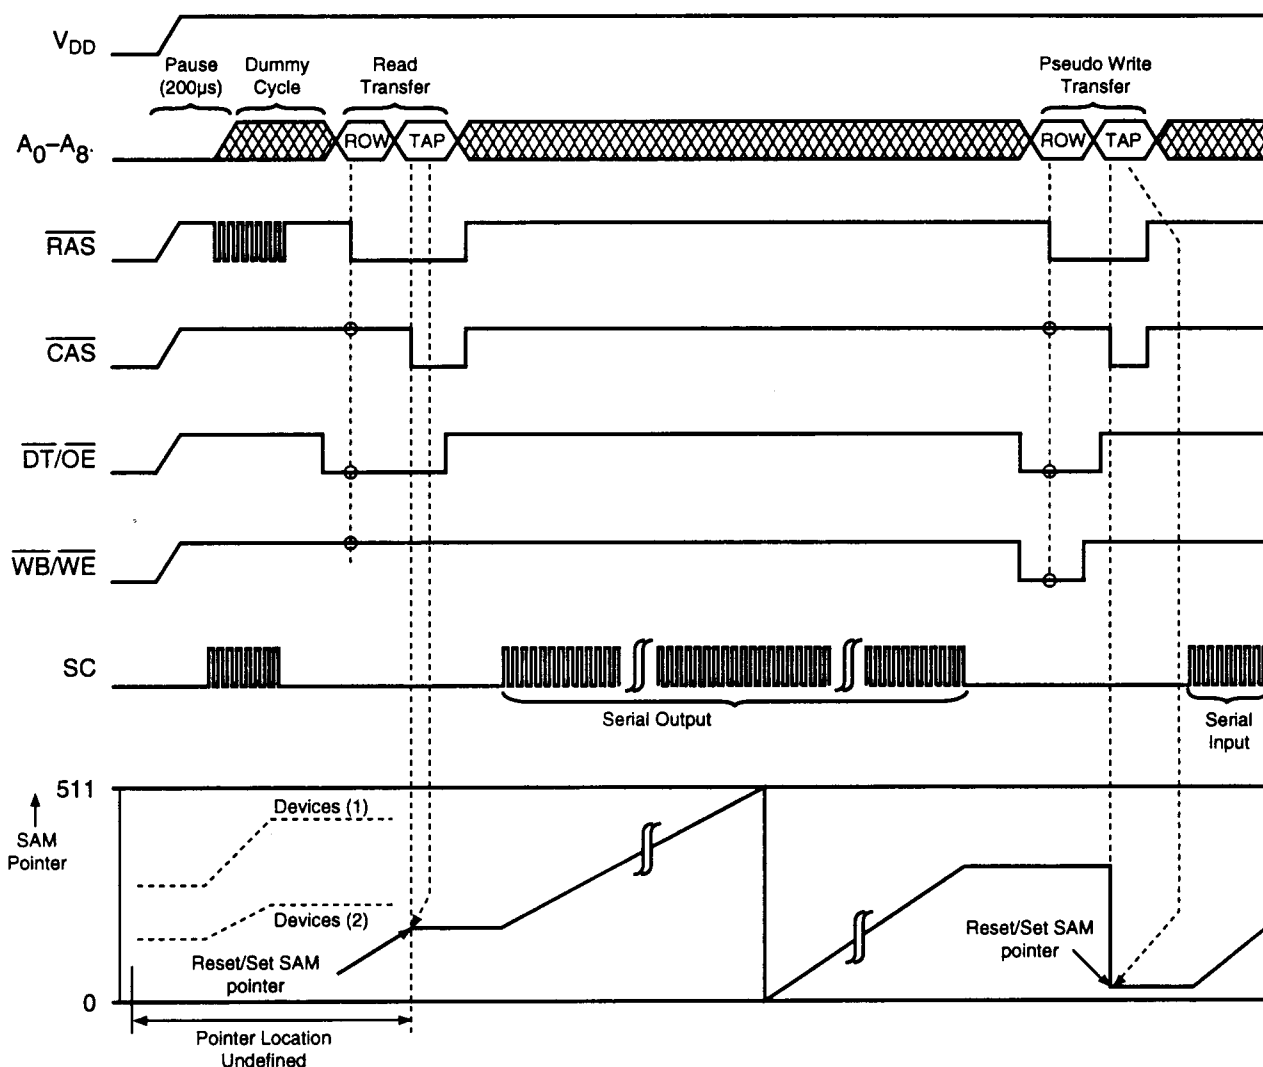 VDD
Pause
(200µs)
Dummy
Cycle
Read
Transfer
Pseudo Write
Transfer
A0–A8.
ROW
TAP
ROW
TAP
RAS
CAS
DT/OE
WB/WE
SC
Serial Output
Serial
Input
511
SAM
Pointer
Devices (1)
Devices (2)
Reset/Set SAM
pointer
Reset/Set SAM
pointer
0
Pointer Location
Undefined